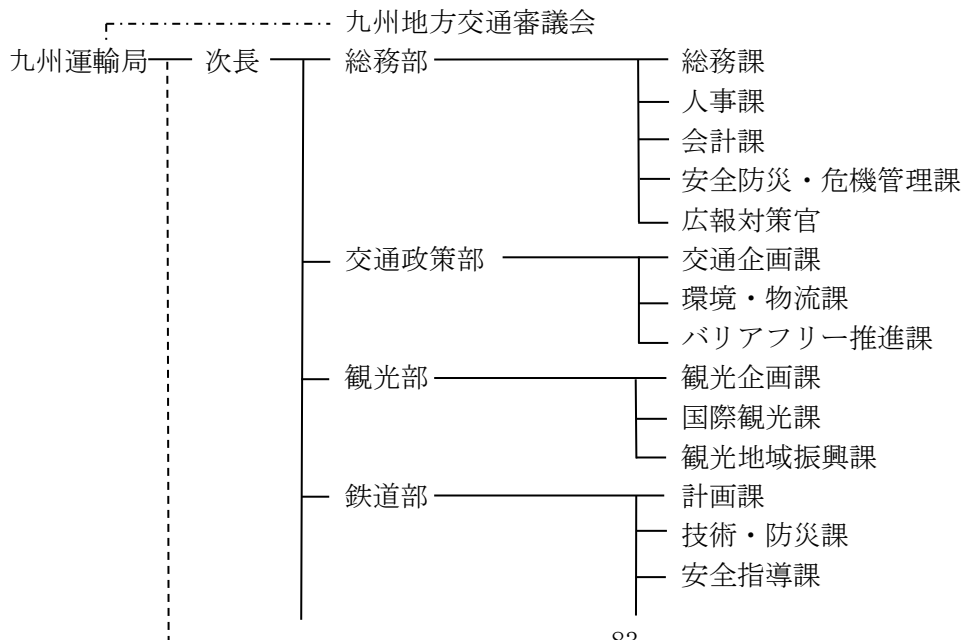 九州地方交通審議会
九州運輸局 次長 総務部 総務課
人事課
会計課
安全防災・危機管理課
広報対策官
交通政策部 交通企画課
環境・物流課
バリアフリー推進課
観光部 観光企画課
国際観光課
観光地域振興課
鉄道部 計画課
技術・防災課
安全指導課